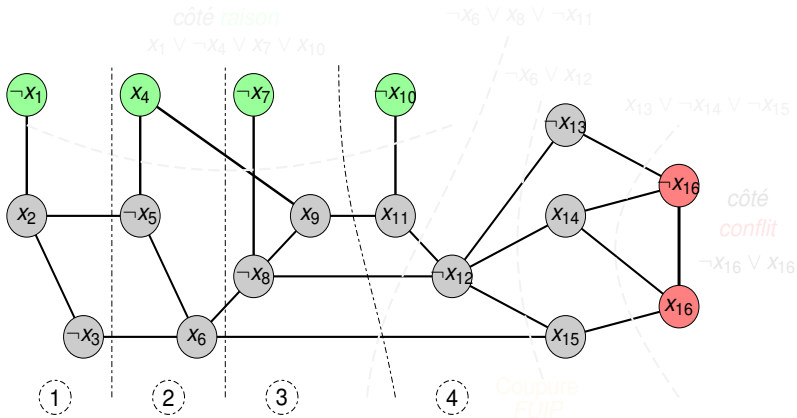 côté raison
x1 ∨ ¬x4 ∨ x7 ∨ x10
¬x6 ∨ x8 ∨ ¬x11
¬x6 ∨ x12
x13 ∨ ¬x14 ∨ ¬x15
¬x1 x4 ¬x7 ¬x10
¬x13
¬x16
côté
conflit
x2 ¬x5 x9 x11 x14
¬x16 ∨ x16
¬x8 ¬x12
x16
¬x3 x6 x15
Coupure
FUIP
1 2 3 4